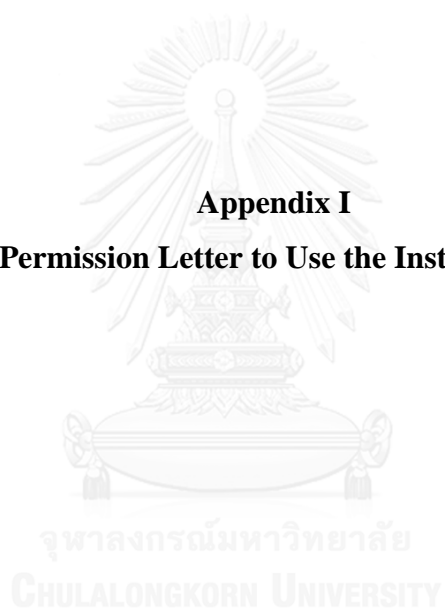 Appendix I
Permission Letter to Use the Inst
จุฬาลงกรณ์มหาวิทยาลัย
CHULALONGKORN UNIVERSITY